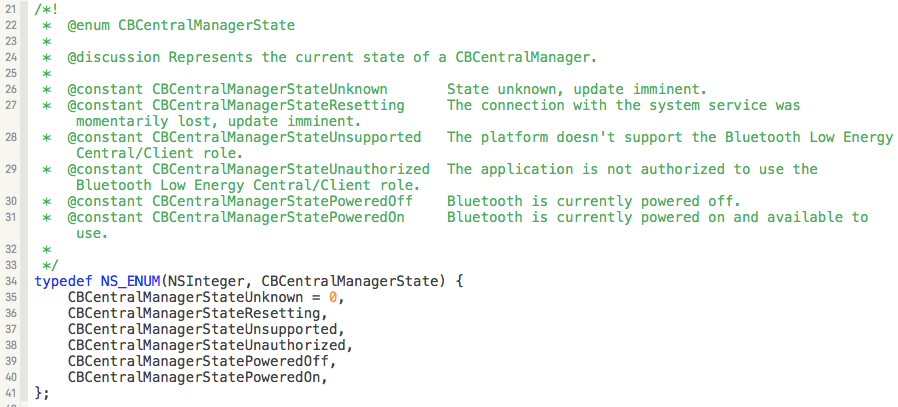 21 /*!
22  *  @enum CBCentralManagerState
23  *
24  *  @discussion Represents the current state of a CBCentralManager.
25  *
26  *  @constant CBCentralManagerStateUnknown       State unknown, update imminent.
27  *  @constant CBCentralManagerStateResetting     The connection with the system service was
momentarily lost, update imminent.
28  *  @constant CBCentralManagerStateUnsupported   The platform doesn't support the Bluetooth Low Energy
Central/Client role.
29  *  @constant CBCentralManagerStateUnauthorized  The application is not authorized to use the
Bluetooth Low Energy Central/Client role.
30  *  @constant CBCentralManagerStatePoweredOff    Bluetooth is currently powered off.
31  *  @constant CBCentralManagerStatePoweredOn     Bluetooth is currently powered on and available to
use.
32  *
33  */
34 typedef NS_ENUM(NSInteger, CBCentralManagerState) {
35     CBCentralManagerStateUnknown = 0,
36     CBCentralManagerStateResetting,
37     CBCentralManagerStateUnsupported,
38     CBCentralManagerStateUnauthorized,
39     CBCentralManagerStatePoweredOff,
40     CBCentralManagerStatePoweredOn,
41 };